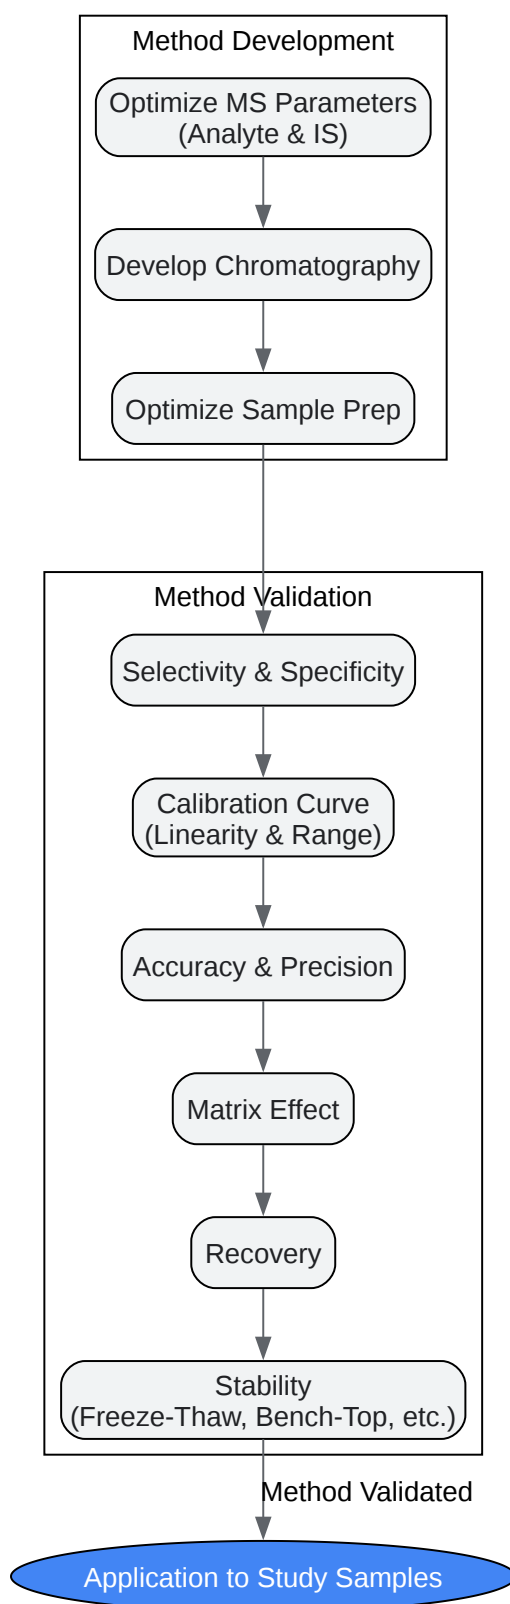 Method Development
Optimize MS Parameters
(Analyte & IS)
Develop Chromatography
Optimize Sample Prep
Method Validation
Selectivity & Specificity
Calibration Curve
(Linearity & Range)
Accuracy & Precision
Matrix Effect
Recovery
Stability
(Freeze-Thaw, Bench-Top, etc.)
Method Validated
Application to Study Samples